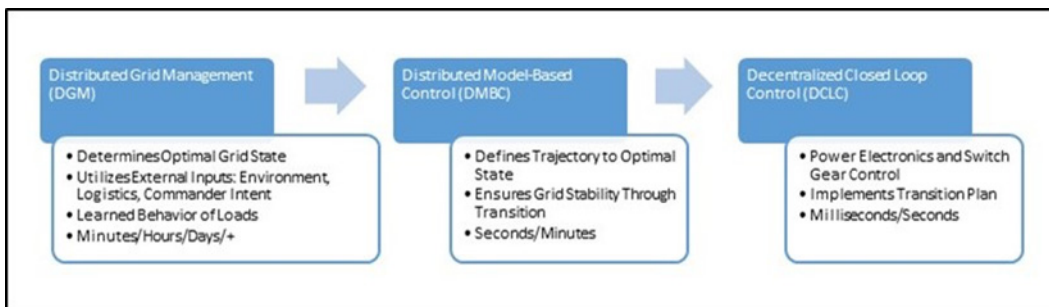 Distributed Grid Management
(DGM)
• Determines Optimal Grid State
• Utilizes External Inputs: Environment,
Logistics, Commander Intent
• Learned Behavior of Loads
• Minutes/Hours/Days/+
Distributed Model-Based
Control (DMBC)
• Defines Trajectory to Optimal
State
• Ensures Grid Stability Through
Transition
• Seconds/Minutes
Decentralized Closed Loop
Control (DCLC)
• Power Electronics and Switch
Gear Control
• Implements Transition Plan
• Milliseconds/Seconds